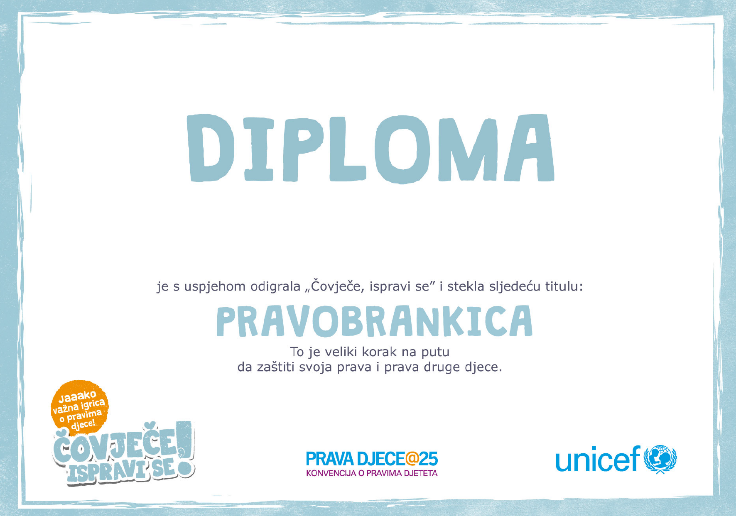 DIPLOMA
je s uspjehom odigrala „Čovječe, ispravi se” i stekla sljedeću titulu:
PRAVOBRANKICA
To je veliki korak na putu
da zaštiti svoja prava i prava druge djece.
Jaaako
važna igrica
o pravima
djece!
ČOVJEČE!
ISPRAVI SE!
PRAVA DJECE@25
KONVENCIJA O PRAVIMA DJETETA
unicef